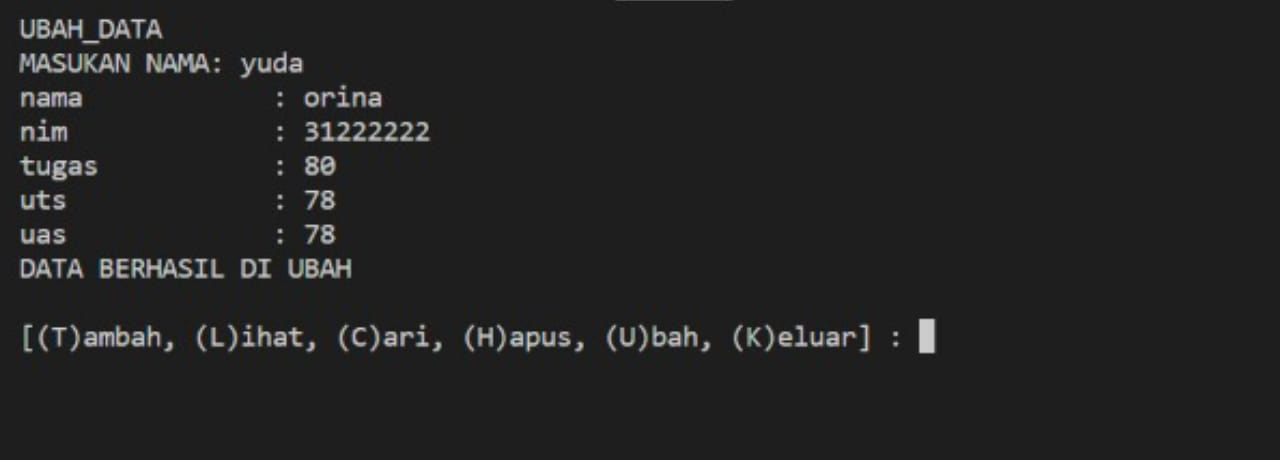 UBAH_DATA
MASUKAN NAMA: yuda
nama : orina
nim : 31222222
tugas : 80
uts : 78
uas : 78
DATA BERHASIL DI UBAH
[(T)ambah, (L)ihat, (C)ari, (H)apus, (U)bah, (K)eluar] :